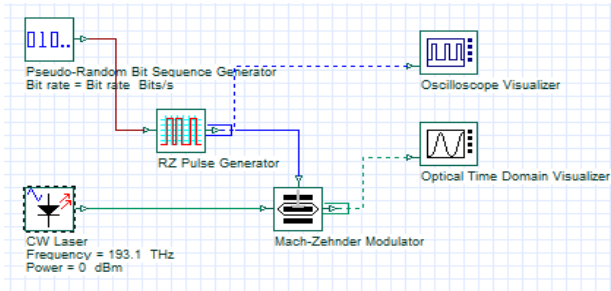 010..
Pseudo-Random Bit Sequence Generator
Bit rate = Bit rate Bits/s
Oscilloscope Visualizer
RZ Pulse Generator
Optical Time Domain Visualizer
CW Laser
Frequency = 193.1 THz
Power = 0 dBm
Mach-Zehnder Modulator